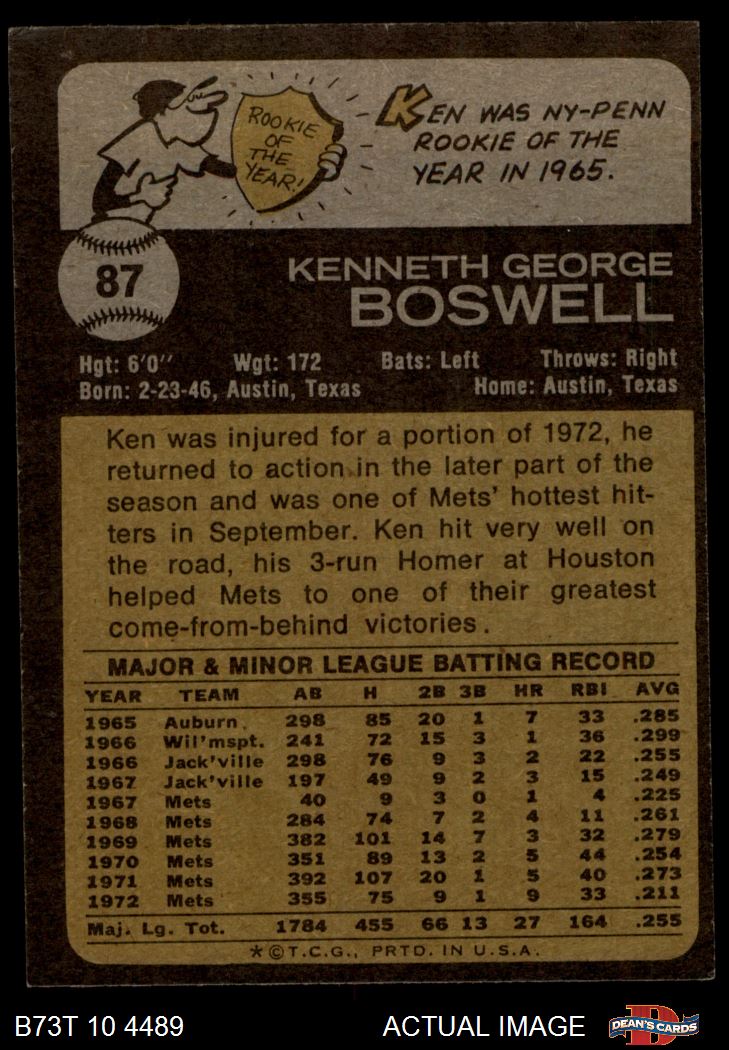 ROOKIE
OF
THE
YEAR!
KEN WAS NY-PENN
ROOKIE OF THE
YEAR IN 1965.
87
KENNETH GEORGE
BOSWELL
Hgt: 6'0" Wgt: 172 Bats: Left Throws: Right
Born: 2-23-46, Austin, Texas Home: Austin, Texas
Ken was injured for a portion of 1972, he
returned to action in the later part of the
season and was one of Mets' hottest hit-
ters in September. Ken hit very well on
the road, his 3-run Homer at Houston
helped Mets to one of their greatest
come-from-behind victories.
MAJOR & MINOR LEAGUE BATTING RECORD
YEAR TEAM AB H 2B 3B HR RBI AVG
1965 Auburn 298 85 20 1 7 33 .285
1966 Wil'mspt. 241 72 15 3 1 36 .299
1966 Jack'ville 298 76 9 3 2 22 .255
1967 Jack'ville 197 49 9 2 3 15 .249
1967 Mets 40 9 3 0 1 4 .225
1968 Mets 284 74 7 2 4 11 .261
1969 Mets 382 101 14 7 3 32 .279
1970 Mets 351 89 13 2 5 44 .254
1971 Mets 392 107 20 1 5 40 .273
1972 Mets 355 75 9 1 9 33 .211
Maj. Lg. Tot. 1784 455 66 13 27 164 .255
*©T.C.G., PRTD. IN U.S.A.
B73T 10 4489 ACTUAL IMAGE DEAN'S CARDS